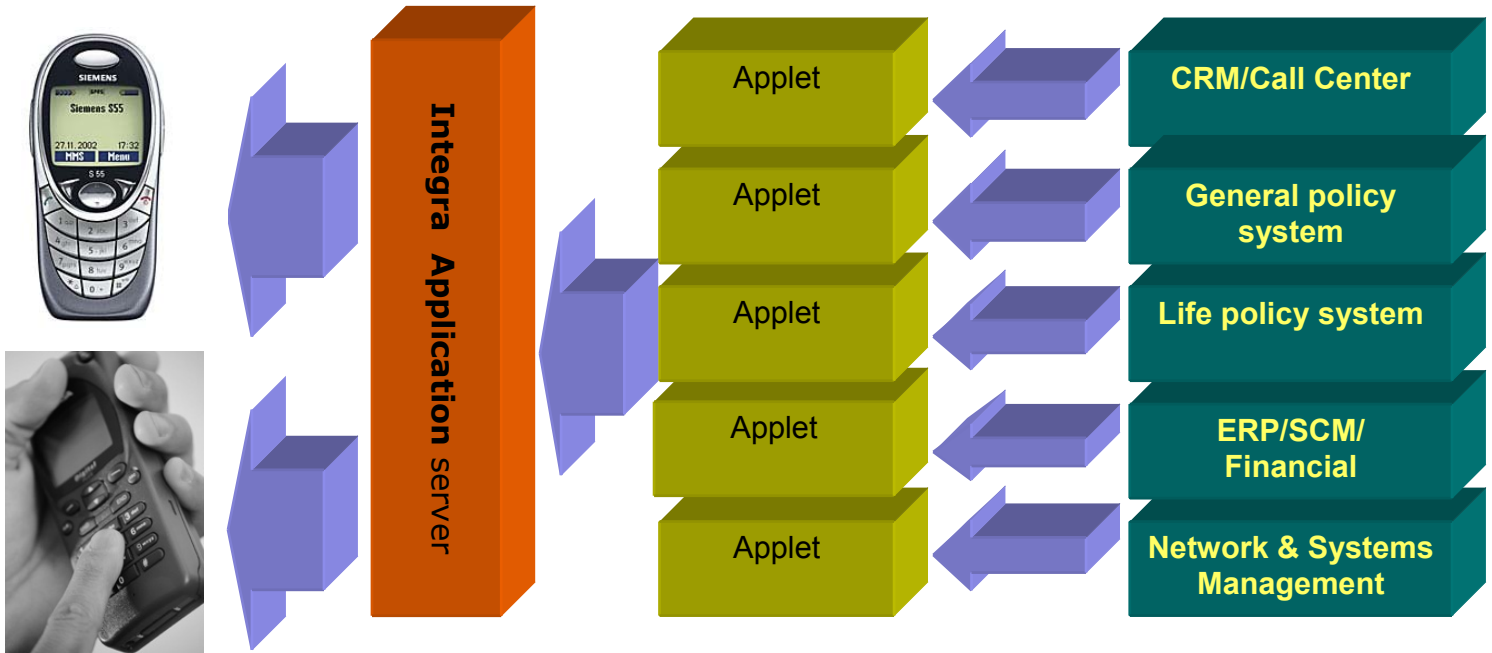 SIEMENS
Siemens S55
27.11.2002 17:32
MMS Menu
S 55
Integra Application server
Applet
Applet
Applet
Applet
Applet
CRM/Call Center
General policy
system
Life policy system
ERP/SCM/
Financial
Network & Systems
Management